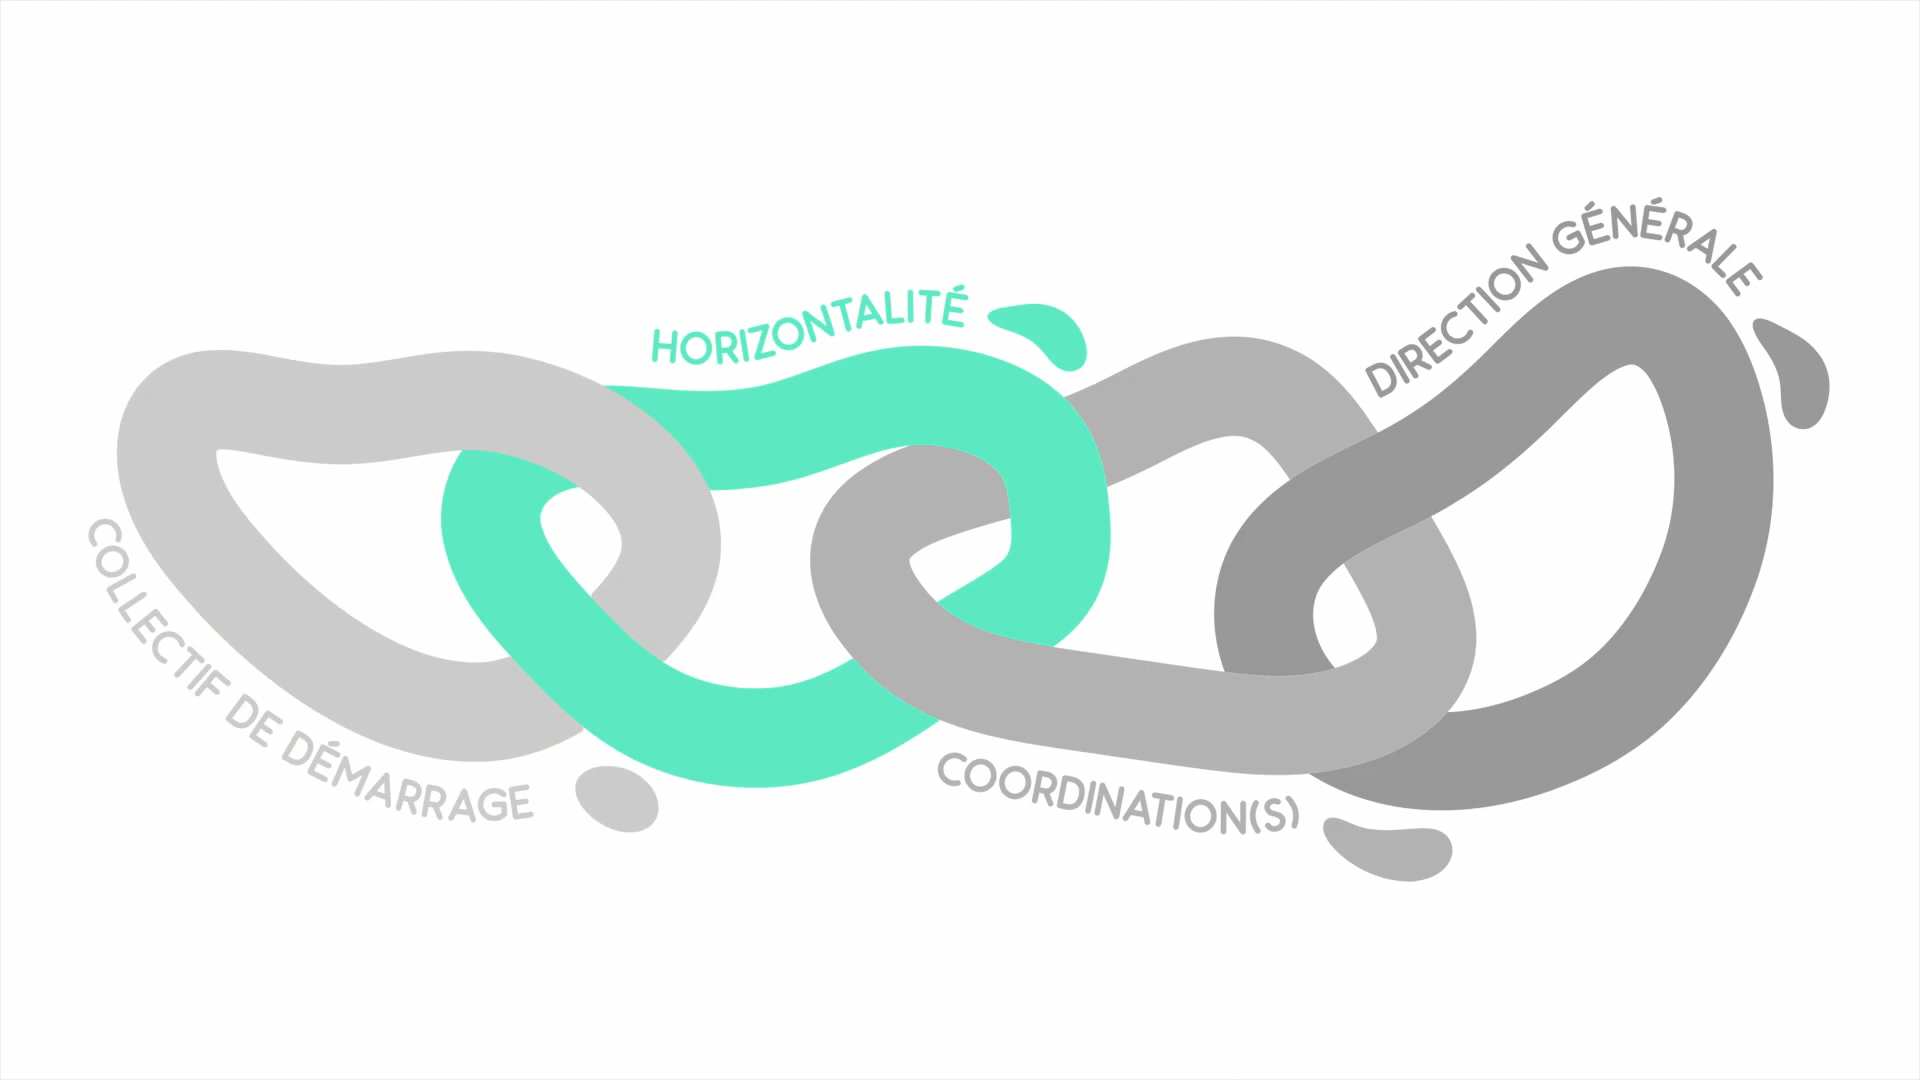 COLLECTIF DE DÉMARRAGE
HORIZONTALITÉ
COORDINATION(S)
DIRECTION GÉNÉRALE